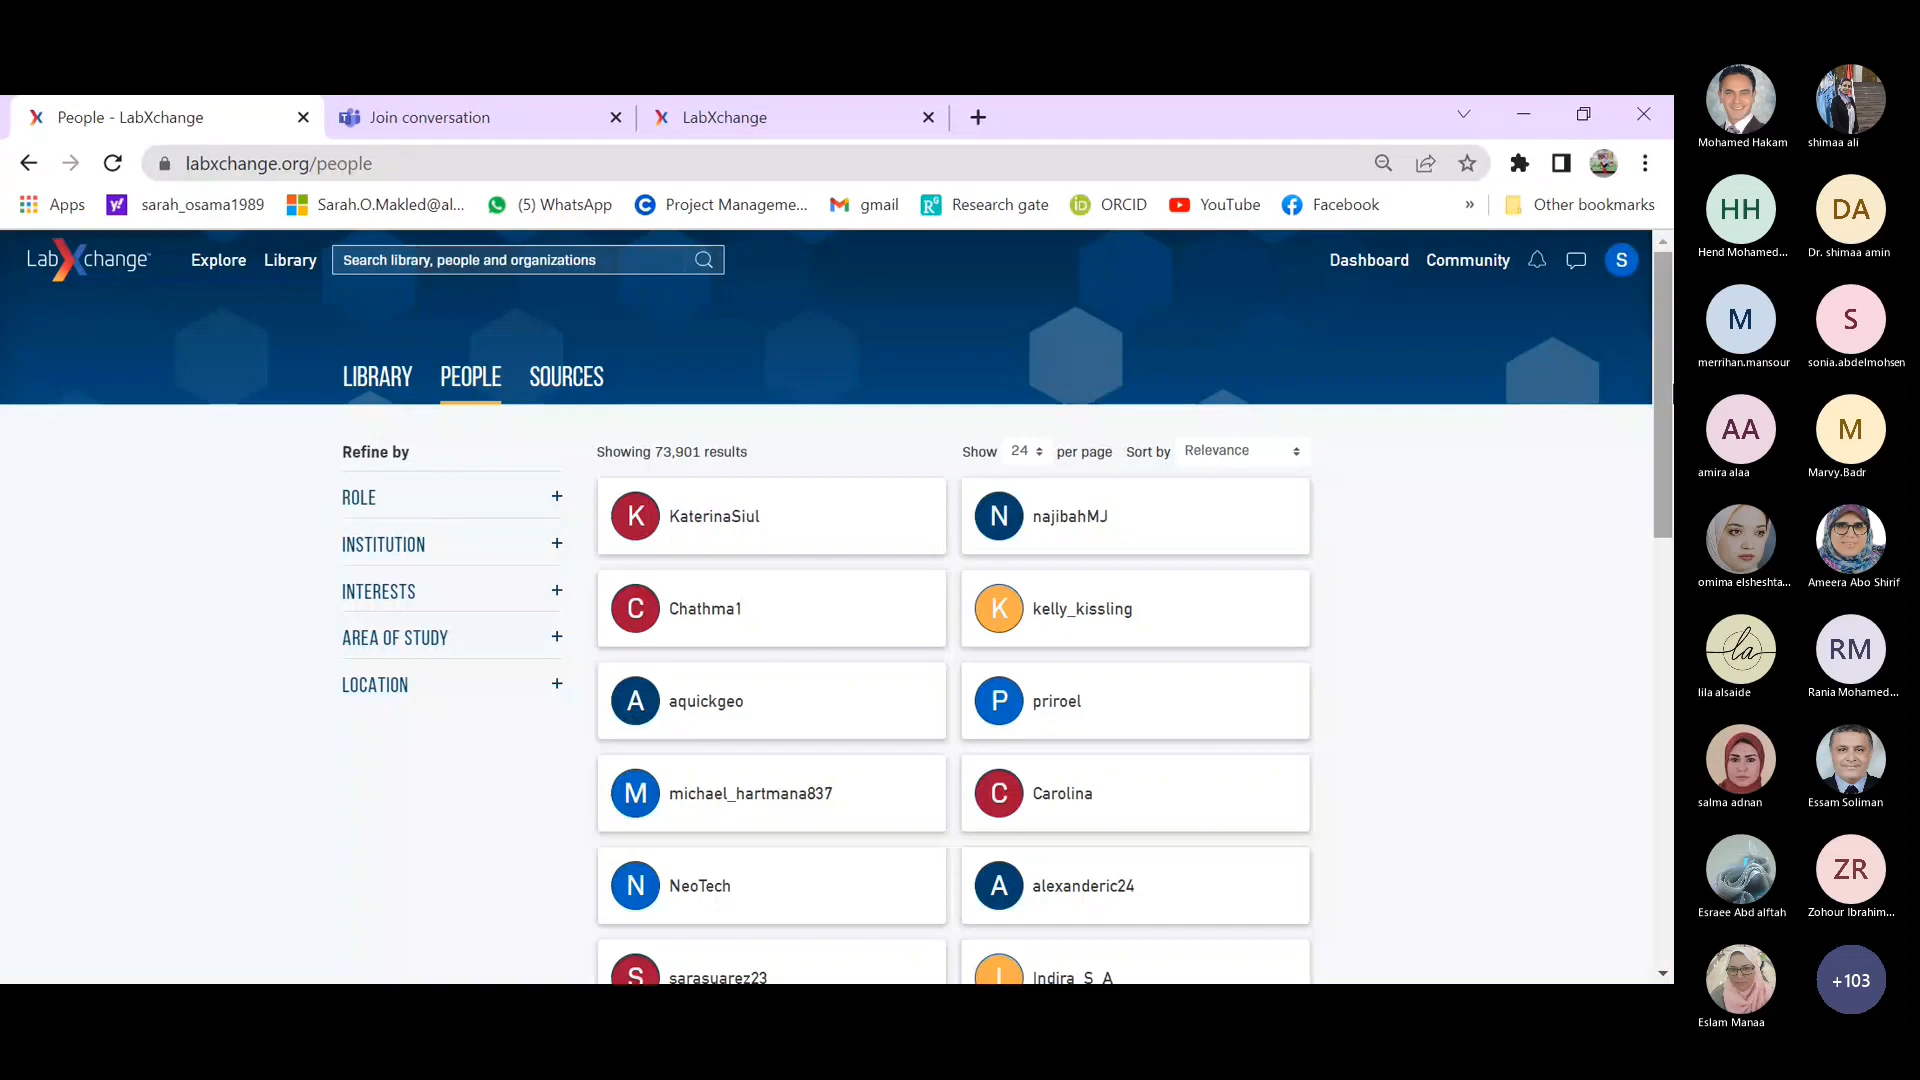 People - LabXchange
Join conversation
LabXchange
labxchange.org/people
Apps
sarah_osama1989
Sarah.O.Makled@al...
(5) WhatsApp
Project Manageme...
gmail
Research gate
ORCID
YouTube
Facebook
»
Other bookmarks
LabXchange™
Explore
Library
Search library, people and organizations
Dashboard
Community
S
LIBRARY
PEOPLE
SOURCES
Refine by
ROLE +
INSTITUTION +
INTERESTS +
AREA OF STUDY +
LOCATION +
Showing 73,901 results
Show 24 per page
Sort by Relevance
K KaterinaSiul
N najibahMJ
C Chathma1
K kelly_kissling
A aquickgeo
P priroel
M michael_hartmana837
C Carolina
N NeoTech
A alexanderic24
S sarasuarez23
I Indira_S_A
Mohamed Hakam
shimaa ali
HH
Hend Mohamed...
DA
Dr. shimaa amin
M
merrihan.mansour
S
sonia.abdelmohsen
AA
amira alaa
M
Marvy.Badr
omima elsheshta...
Ameera Abo Shirif
la
lila alsaide
RM
Rania Mohamed...
salma adnan
Essam Soliman
Esraee Abd alftah
ZR
Zohour Ibrahim...
Eslam Manaa
+103